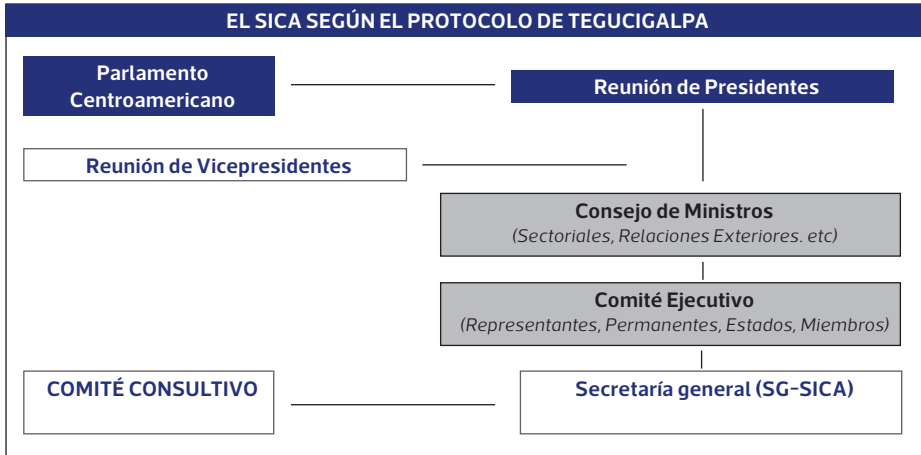 EL SICA SEGÚN EL PROTOCOLO DE TEGUCIGALPA
Parlamento
Centroamericano
Reunión de Presidentes
Reunión de Vicepresidentes
Consejo de Ministros
(Sectoriales, Relaciones Exteriores. etc)
Comité Ejecutivo
(Representantes, Permanentes, Estados, Miembros)
COMITÉ CONSULTIVO
Secretaría general (SG-SICA)